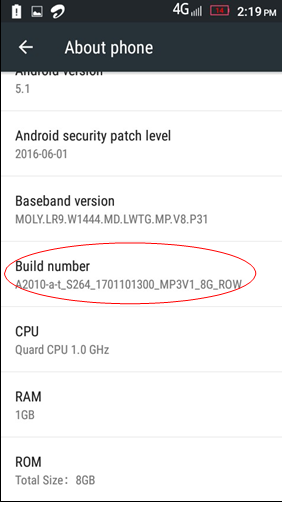 4G 14 2:19 PM
About phone
Android version
5.1
Android security patch level
2016-06-01
Baseband version
MOLY.LR9.W1444.MD.LWTG.MP.V8.P31
Build number
A2010-a-t_S264_1701101300_MP3V1_8G_ROW
CPU
Quard CPU 1.0 GHz
RAM
1GB
ROM
Total Size: 8GB